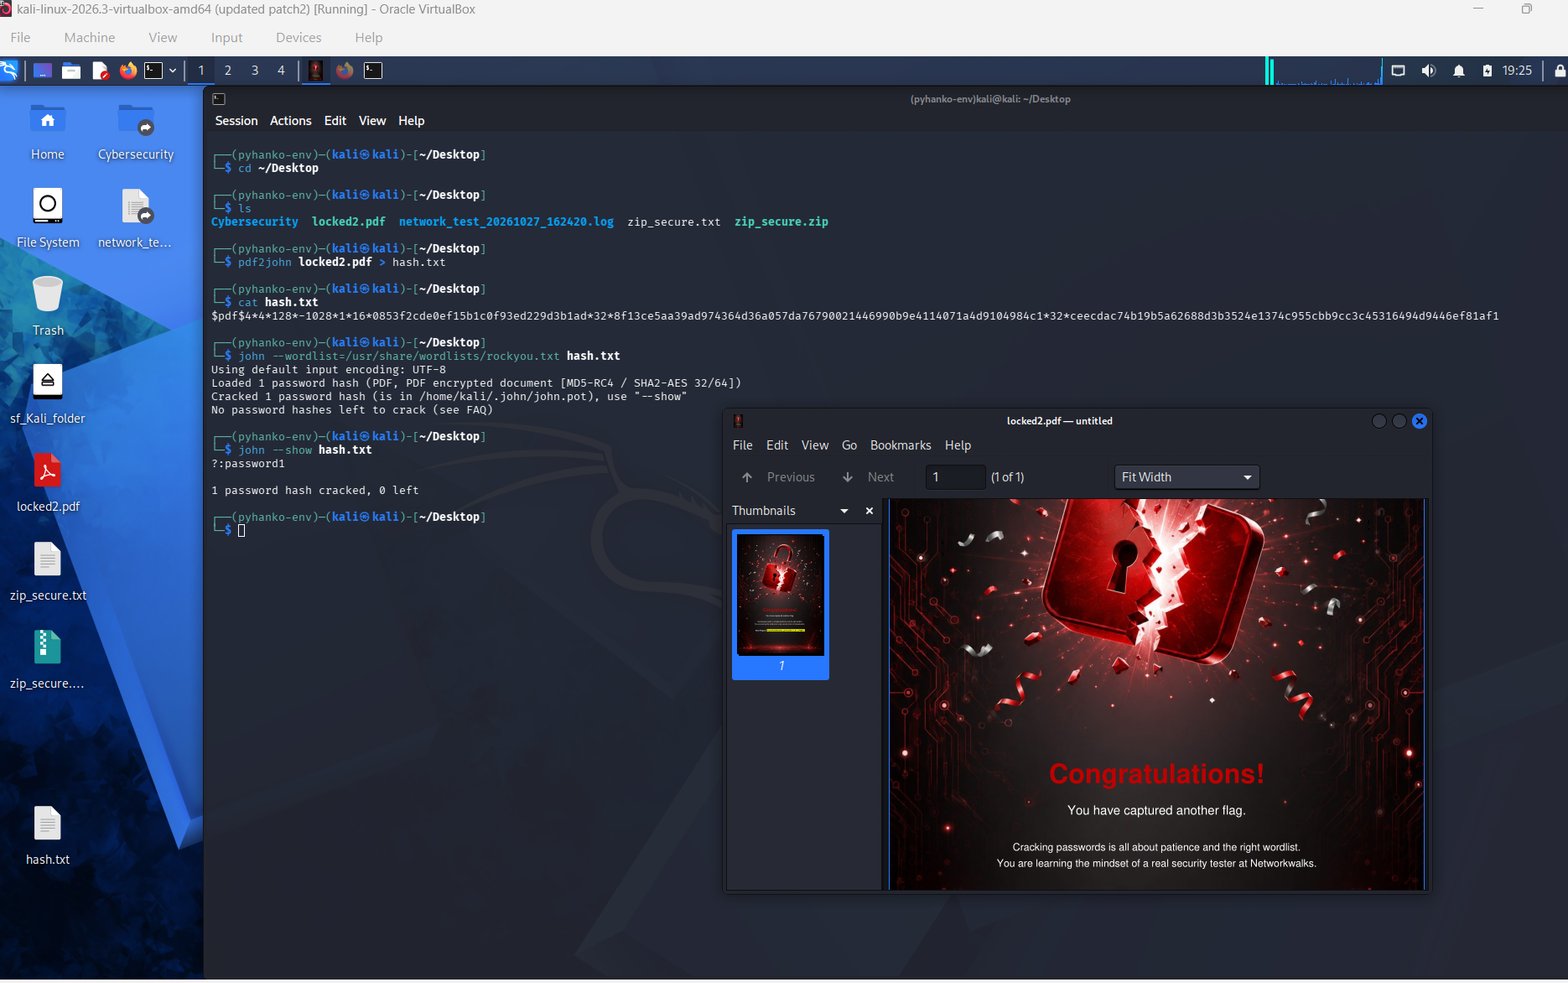 kali-linux-2026.3-virtualbox-amd64 (updated patch2) [Running] - Oracle VirtualBox
File Machine View Input Devices Help
1 2 3 4 19:25
(pyhanko-env)kali@kali: ~/Desktop
Session Actions Edit View Help
Home
Cybersecurity
File System
network_te...
Trash
sf_Kali_folder
locked2.pdf
zip_secure.txt
zip_secure....
hash.txt
┌──(pyhanko-env)─(kali㉿kali)-[~/Desktop]
└─$ cd ~/Desktop
┌──(pyhanko-env)─(kali㉿kali)-[~/Desktop]
└─$ ls
Cybersecurity locked2.pdf network_test_20261027_162420.log zip_secure.txt zip_secure.zip
┌──(pyhanko-env)─(kali㉿kali)-[~/Desktop]
└─$ pdf2john locked2.pdf > hash.txt
┌──(pyhanko-env)─(kali㉿kali)-[~/Desktop]
└─$ cat hash.txt
$pdf$4*4*128*-1028*1*16*0853f2cde0ef15b1c0f93ed229d3b1ad*32*8f13ce5aa39ad974364d36a057da76790021446990b9e4114071a4d9104984c1*32*ceecdac74b19b5a62688d3b3524e1374c955cbb9cc3c45316494d9446ef81af1
┌──(pyhanko-env)─(kali㉿kali)-[~/Desktop]
└─$ john --wordlist=/usr/share/wordlists/rockyou.txt hash.txt
Using default input encoding: UTF-8
Loaded 1 password hash (PDF, PDF encrypted document [MD5-RC4 / SHA2-AES 32/64])
Cracked 1 password hash (is in /home/kali/.john/john.pot), use "--show"
No password hashes left to crack (see FAQ)
┌──(pyhanko-env)─(kali㉿kali)-[~/Desktop]
└─$ john --show hash.txt
?:password1
1 password hash cracked, 0 left
┌──(pyhanko-env)─(kali㉿kali)-[~/Desktop]
└─$
locked2.pdf — untitled
File Edit View Go Bookmarks Help
Previous Next 1 (1 of 1) Fit Width
Thumbnails
1
Congratulations!
You have captured another flag.
Cracking passwords is all about patience and the right wordlist.
You are learning the mindset of a real security tester at Networkwalks.